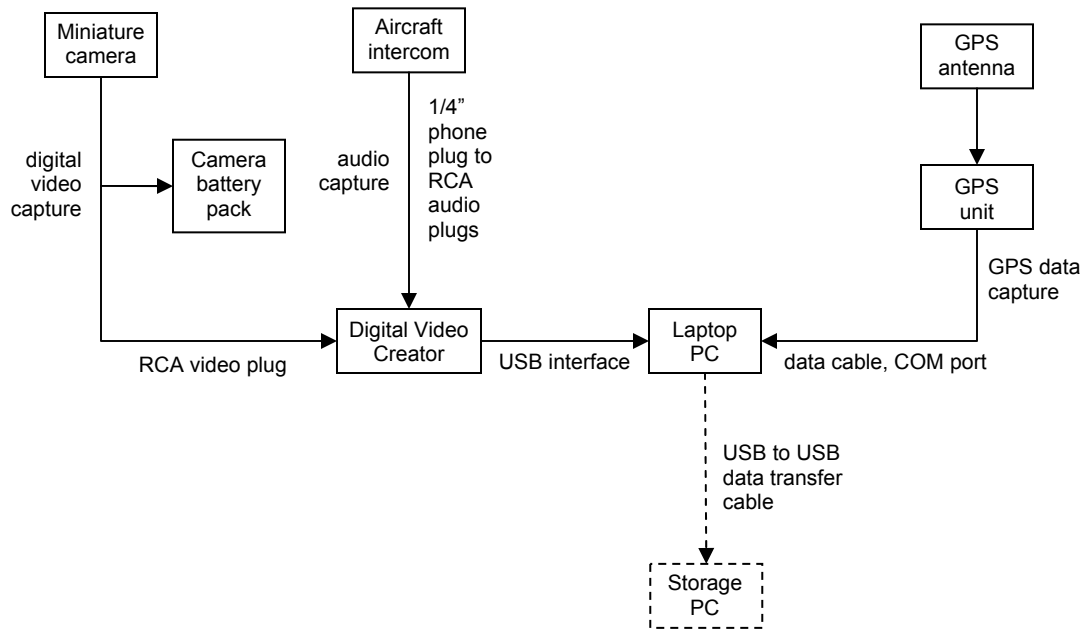 Miniature
camera
Aircraft
intercom
GPS
antenna
1/4”
phone
plug to
RCA
audio
plugs
digital
video
capture
Camera
battery
pack
audio
capture
GPS
unit
GPS data
capture
Digital Video
Creator
Laptop
PC
RCA video plug
USB interface
data cable, COM port
USB to USB
data transfer
cable
Storage
PC